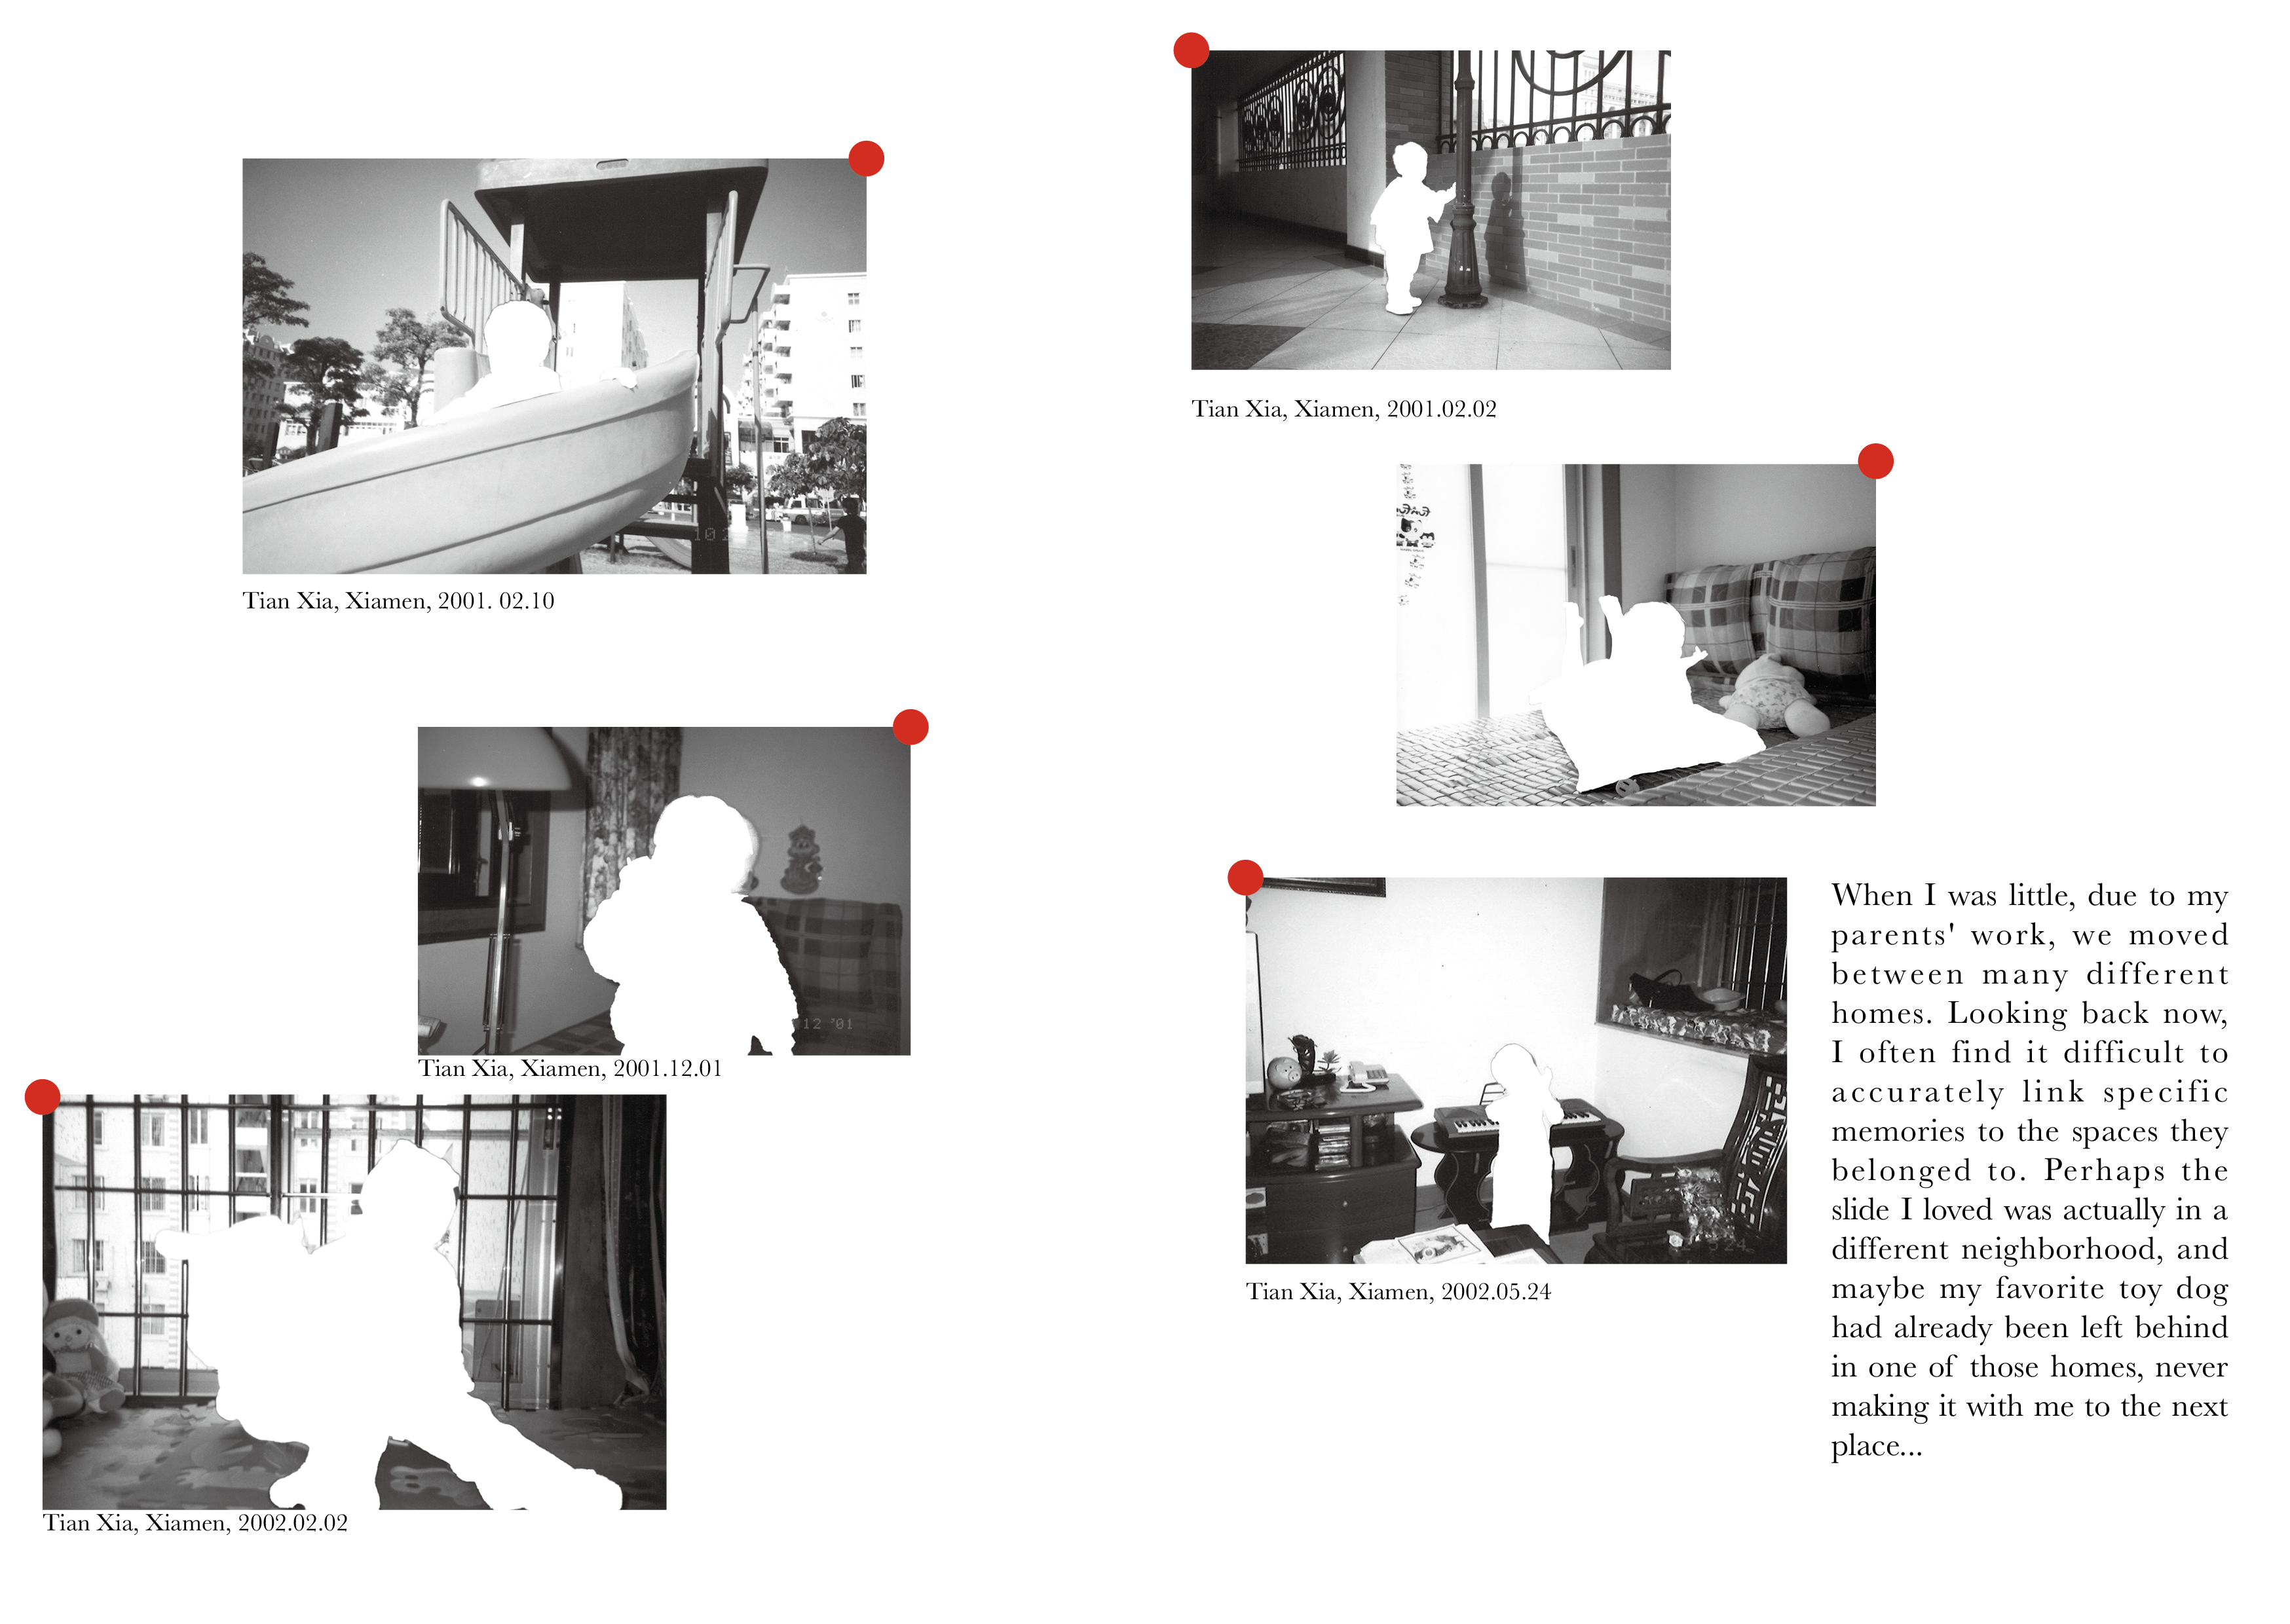 Tian Xia, Xiamen, 2001. 02.10
10 2
Tian Xia, Xiamen, 2001.12.01
12 '01
Tian Xia, Xiamen, 2002.02.02
Tian Xia, Xiamen, 2001.02.02
Tian Xia, Xiamen, 2002.05.24
When I was little, due to my
parents' work, we moved
between many different
homes. Looking back now,
I often find it difficult to
accurately link specific
memories to the spaces they
belonged to. Perhaps the
slide I loved was actually in a
different neighborhood, and
maybe my favorite toy dog
had already been left behind
in one of those homes, never
making it with me to the next
place...